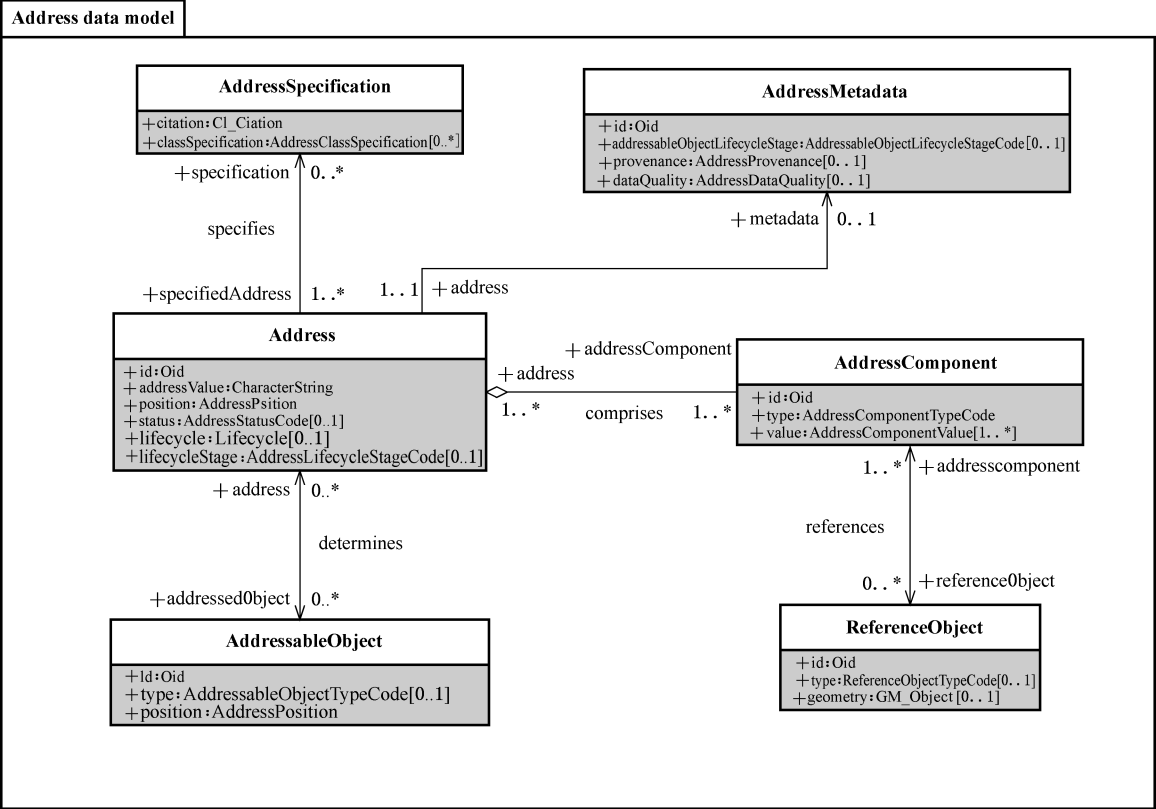 Address data model
AddressSpecification
+citation:Cl_Ciation
+classSpecification:AddressClassSpecification[0..*]
AddressMetadata
+id:Oid
+addressableObjectLifecycleStage:AddressableObjectLifecycleStageCode[0..1]
+provenance:AddressProvenance[0..1]
+dataQuality:AddressDataQuality[0..1]
+specification 0..*
+metadata 0..1
specifies
+specifiedAddress 1..*
1..1 +address
Address
+id:Oid
+addressValue:CharacterString
+position:AddressPsition
+status:AddressStatusCode[0..1]
+lifecycle:Lifecycle[0..1]
+lifecycleStage:AddressLifecycleStageCode[0..1]
+addressComponent
+address
1..* comprises 1..*
AddressComponent
+id:Oid
+type:AddressComponentTypeCode
+value:AddressComponentValue[1..*]
+address 0..*
1..* +addresscomponent
determines
references
+addressed0bject 0..*
0..* +reference0bject
AddressableObject
+ld:Oid
+type:AddressableObjectTypeCode[0..1]
+position:AddressPosition
ReferenceObject
+id:Oid
+type:ReferenceObjectTypeCode[0..1]
+geometry:GM_Object[0..1]